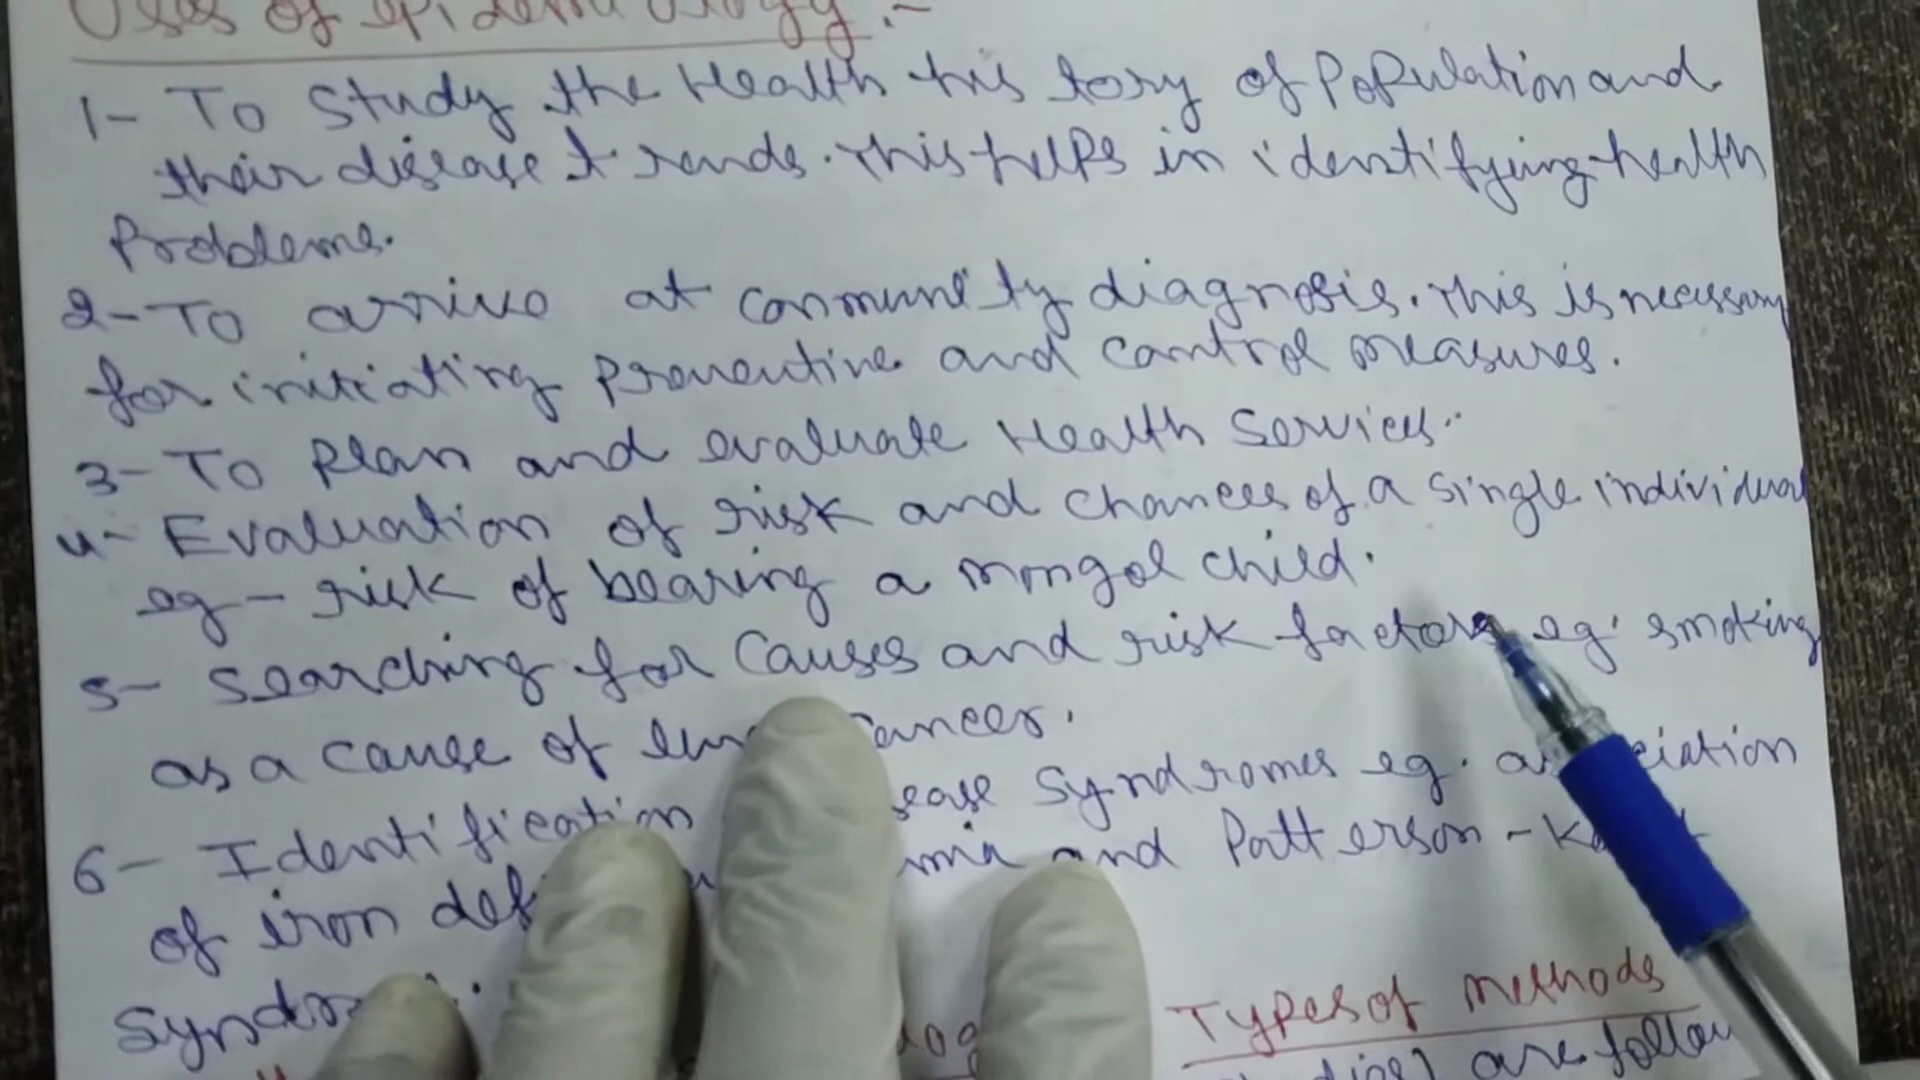 Uses of epidemiology:-
1- To study the Health history of Population and
their disease trends. This helps in identifying health
Problems.
2- To arrive at community diagnosis. This is necessary
for initiating preventive and control measures.
3- To plan and evaluate Health services.
4- Evaluation of risk and chances of a single individual
eg- risk of bearing a mongol child.
5- Searching for causes and risk factors eg. smoking
as a cause of lung cancer.
6- Identification sease Syndromes eg. association
of iron def and Patterson-
Syndro
Types of methods
are follow